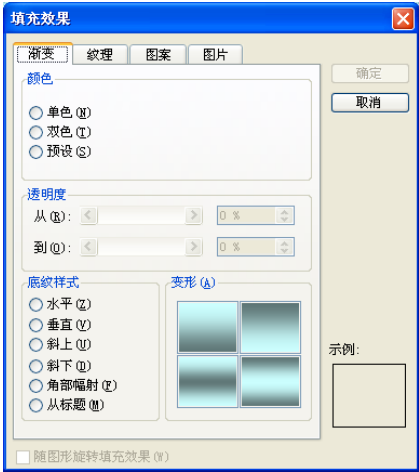 填充效果
渐变 纹理 图案 图片
确定
取消
颜色
单色(N)
双色(T)
预设(S)
透明度
从(R): 0 %
到(O): 0 %
底纹样式
水平(Z)
垂直(V)
斜上(U)
斜下(D)
角部幅射(F)
从标题(M)
变形(A)
示例:
随图形旋转填充效果(W)